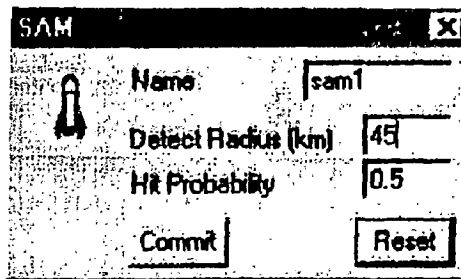 SAM
Name sam1
Detect Radius (km) 45
Hit Probability 0.5
Commit Reset